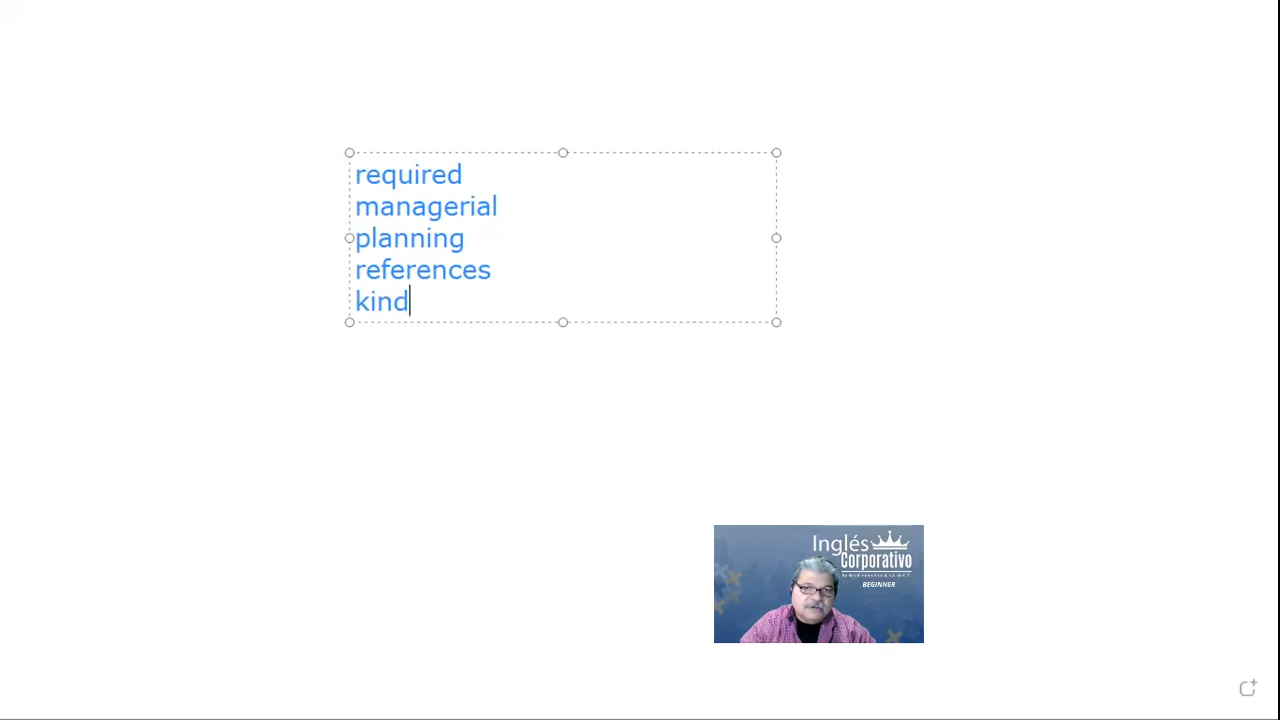 required
managerial
planning
references
kind
Inglés
Corporativo
BEGINNER